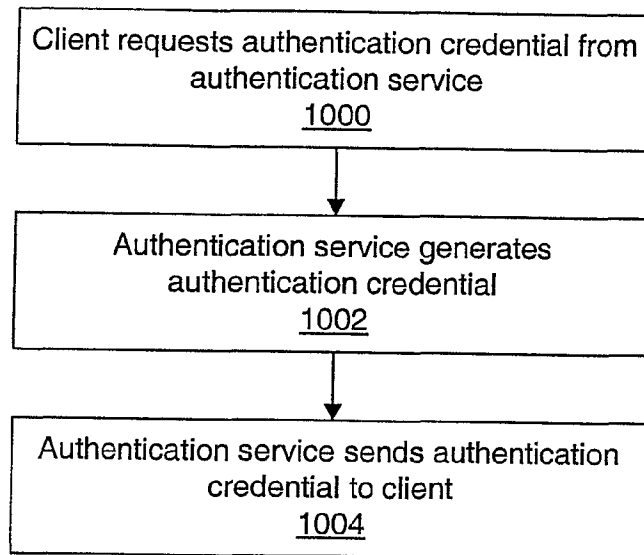 Client requests authentication credential from
authentication service
1000
Authentication service generates
authentication credential
1002
Authentication service sends authentication
credential to client
1004